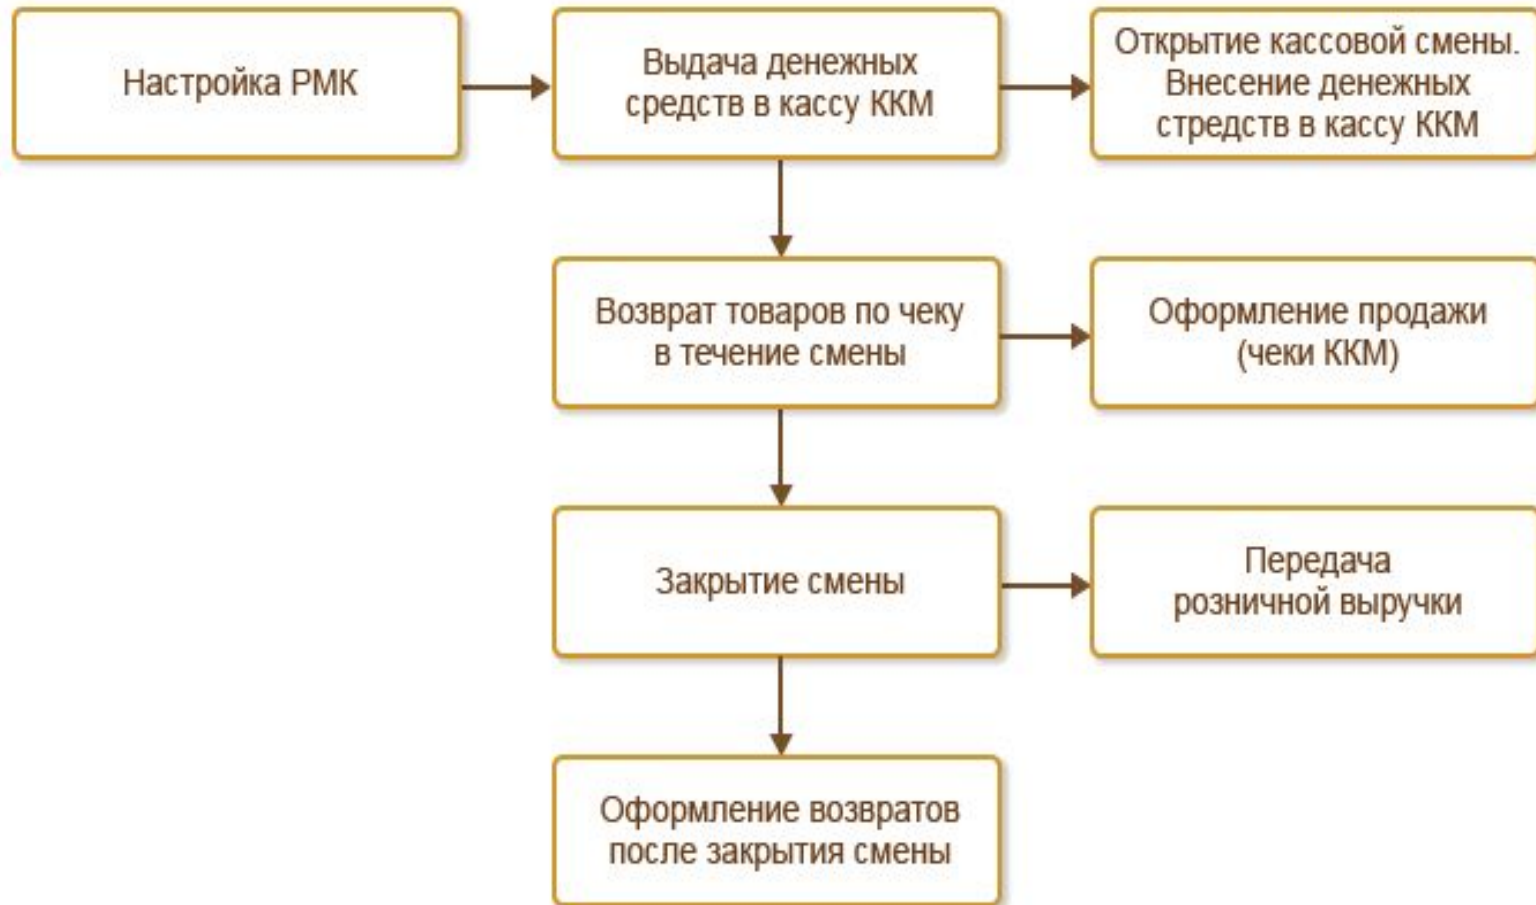 Настройка РМК
Выдача денежных
средств в кассу ККМ
Открытие кассовой смены.
Внесение денежных
стредств в кассу ККМ
Возврат товаров по чеку
в течение смены
Оформление продажи
(чеки ККМ)
Закрытие смены
Передача
розничной выручки
Оформление возвратов
после закрытия смены